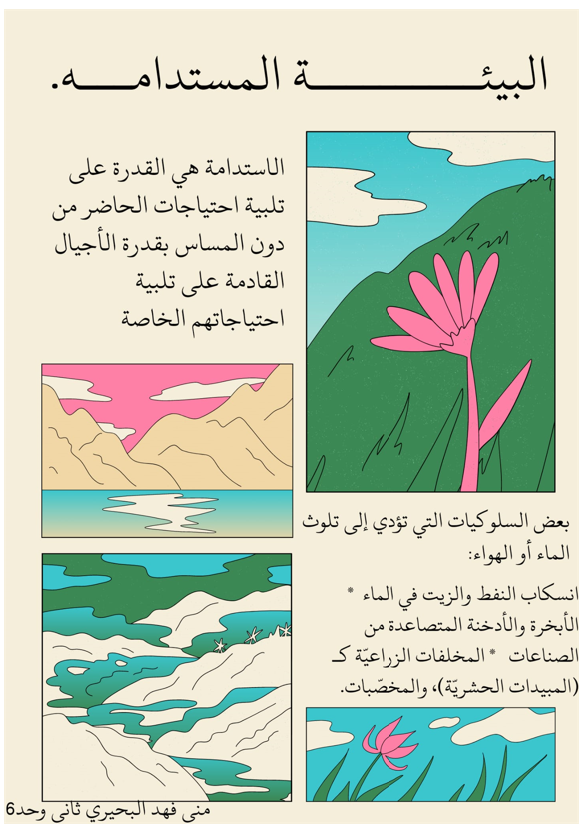 البيئـــــــــة المستدامـــه.
الاستدامة هي القدرة على
تلبية احتياجات الحاضر من
دون المساس بقدرة الأجيال
القادمة على تلبية
احتياجاتهم الخاصة
بعض السلوكيات التي تؤدي إلى تلوث
الماء أو الهواء:
انسكاب النفط والزيت في الماء *
الأبخرة والأدخنة المتصاعدة من
الصناعات * المخلفات الزراعيّة كـ
(المبيدات الحشريّة)، والمخصّبات.
منى فهد البحيري ثانى وحد6